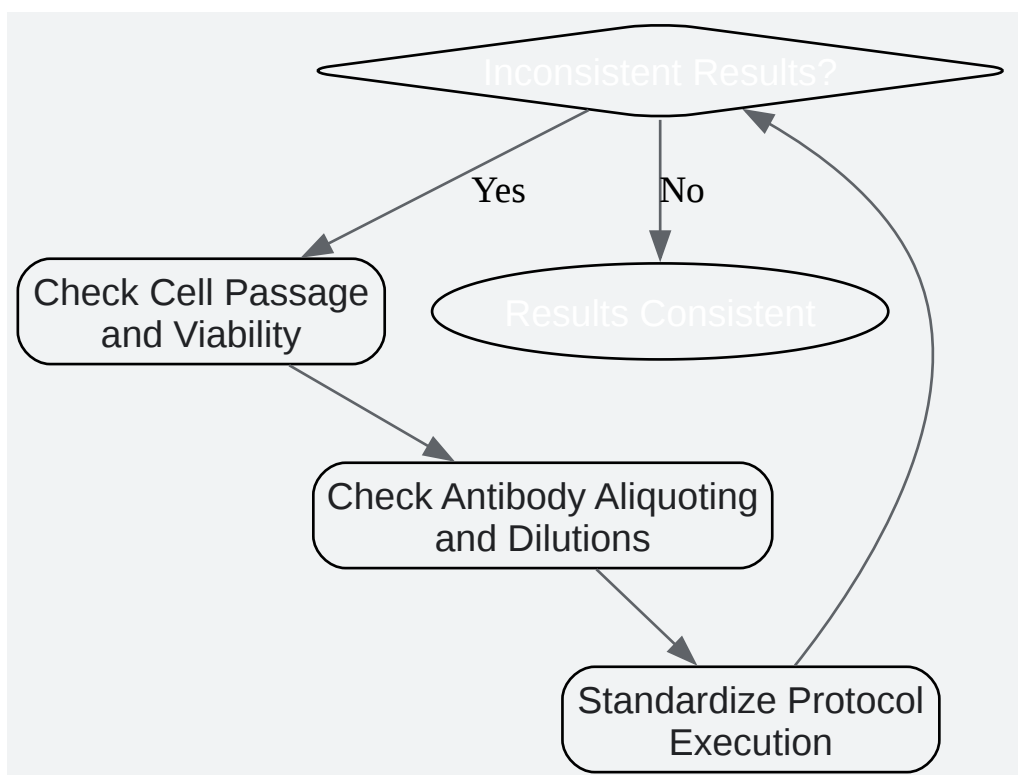 Inconsistent Results?
Yes
No
Check Cell Passage
and Viability
Results Consistent
Check Antibody Aliquoting
and Dilutions
Standardize Protocol
Execution